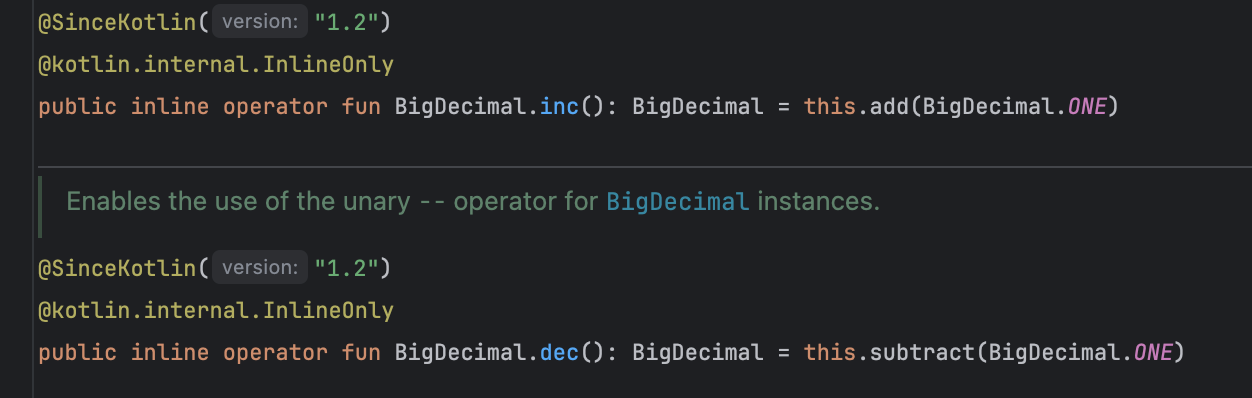 @SinceKotlin( version: "1.2")
@kotlin.internal.InlineOnly
public inline operator fun BigDecimal.inc(): BigDecimal = this.add(BigDecimal.ONE)
Enables the use of the unary -- operator for BigDecimal instances.
@SinceKotlin( version: "1.2")
@kotlin.internal.InlineOnly
public inline operator fun BigDecimal.dec(): BigDecimal = this.subtract(BigDecimal.ONE)